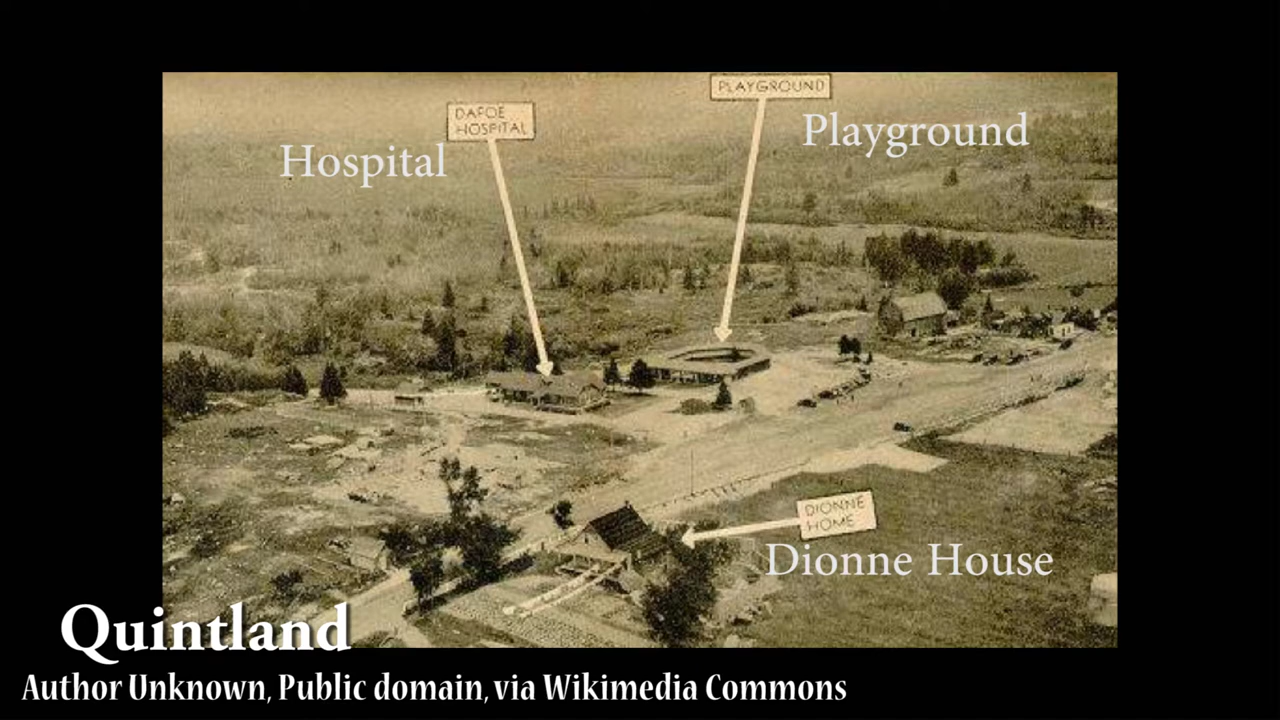 PLAYGROUND
DAFOE
HOSPITAL
Playground
Hospital
DIONNE
HOME
Dionne House
Quintland
Author Unknown, Public domain, via Wikimedia Commons